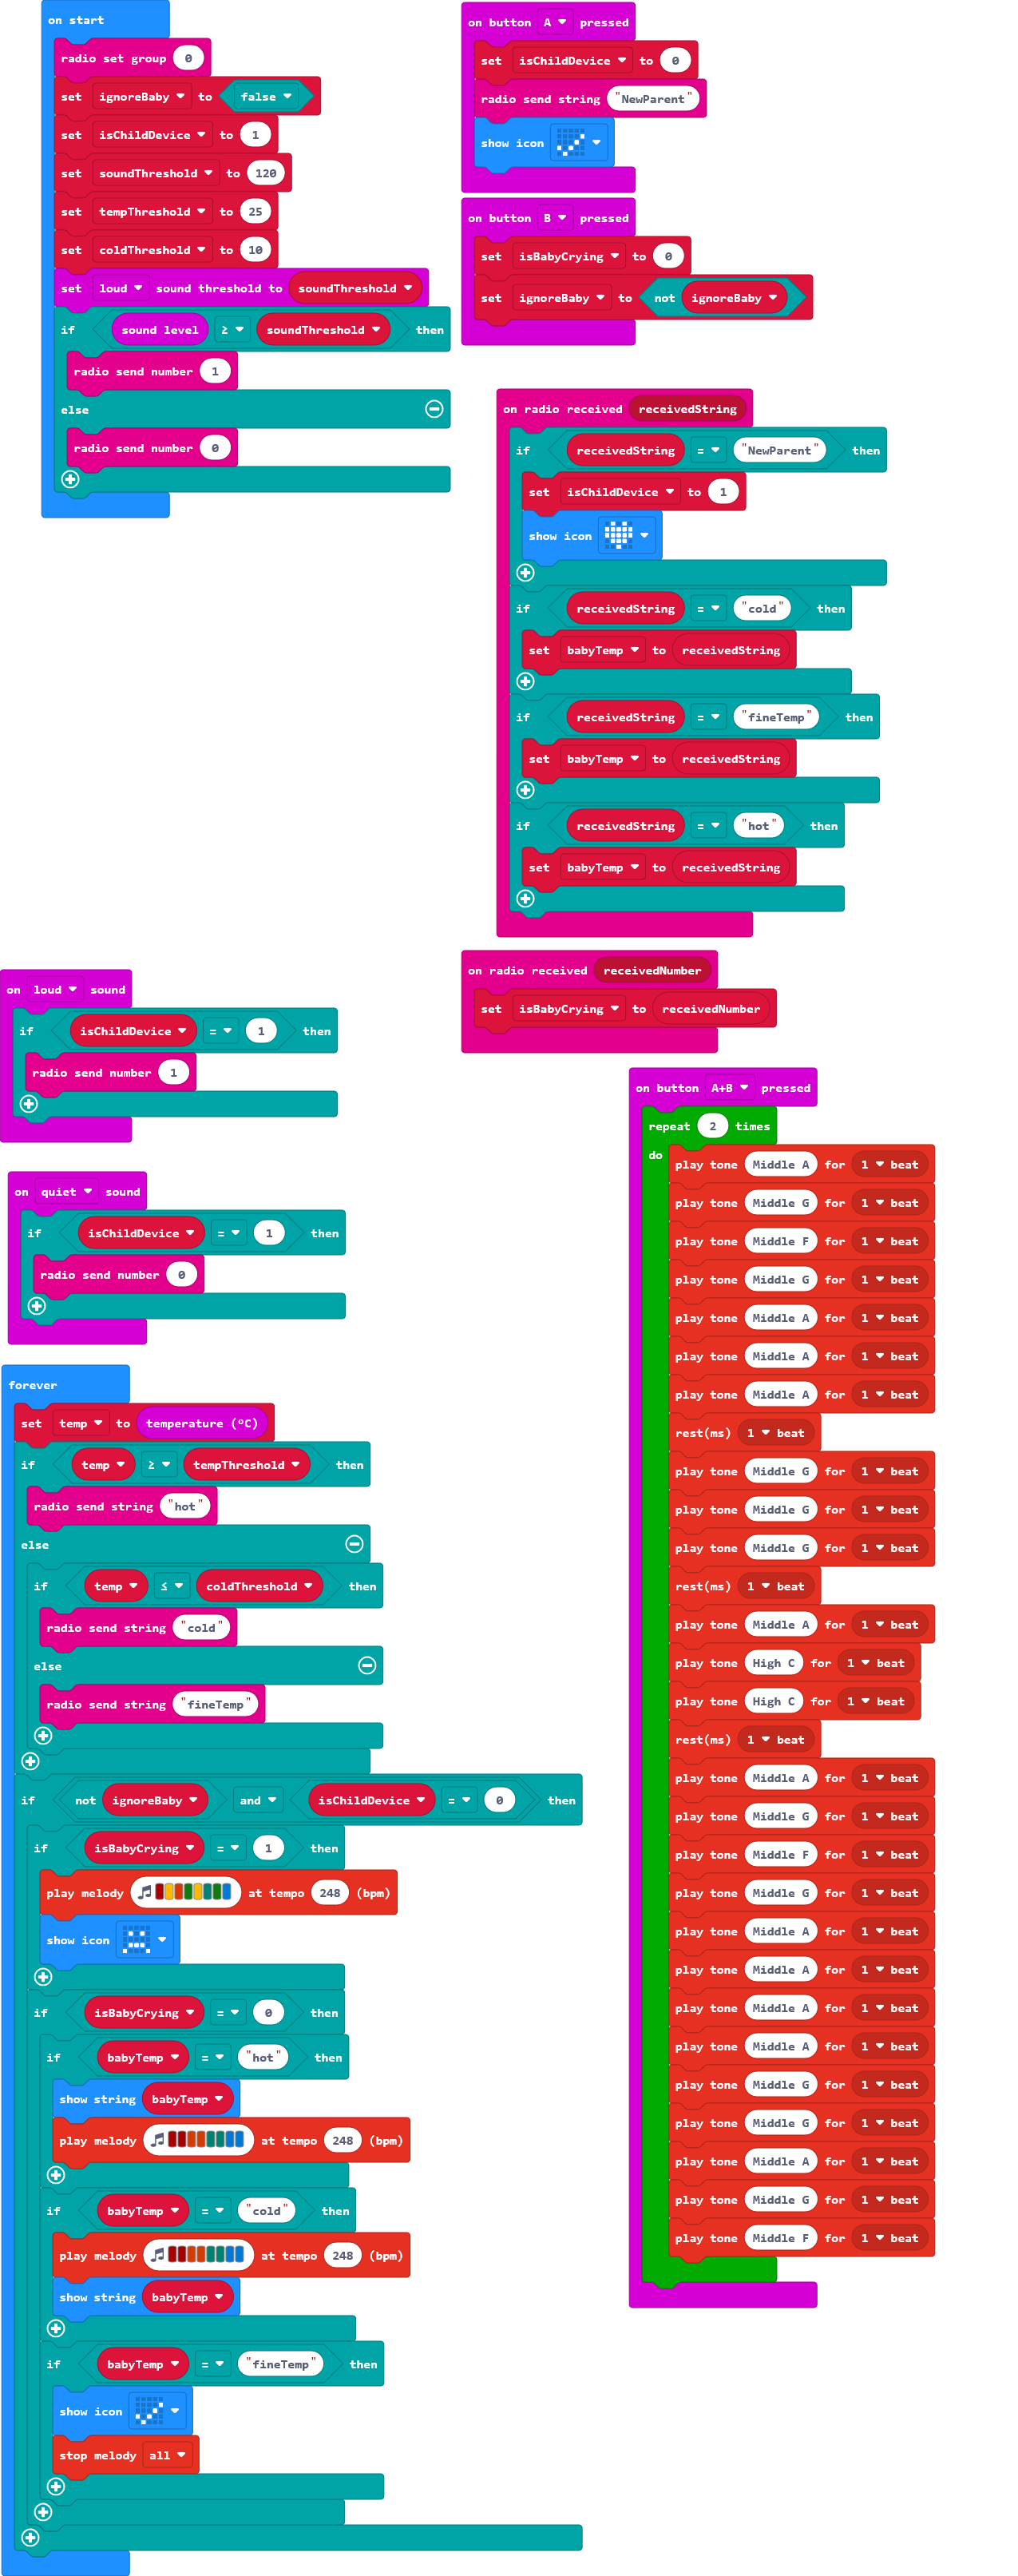 on start
radio set group 0
set ignoreBaby to false
set isChildDevice to 1
set soundThreshold to 120
set tempThreshold to 25
set coldThreshold to 10
set loud sound threshold to soundThreshold
if sound level ≥ soundThreshold then
radio send number 1
else
radio send number 0
on button A pressed
set isChildDevice to 0
radio send string "NewParent"
show icon
on button B pressed
set isBabyCrying to 0
set ignoreBaby to not ignoreBaby
on radio received receivedString
if receivedString = "NewParent" then
set isChildDevice to 1
show icon
if receivedString = "cold" then
set babyTemp to receivedString
if receivedString = "fineTemp" then
set babyTemp to receivedString
if receivedString = "hot" then
set babyTemp to receivedString
on radio received receivedNumber
set isBabyCrying to receivedNumber
on loud sound
if isChildDevice = 1 then
radio send number 1
on quiet sound
if isChildDevice = 1 then
radio send number 0
forever
set temp to temperature (°C)
if temp ≥ tempThreshold then
radio send string "hot"
else
if temp ≤ coldThreshold then
radio send string "cold"
else
radio send string "fineTemp"
if not ignoreBaby and isChildDevice = 0 then
if isBabyCrying = 1 then
play melody at tempo 248 (bpm)
show icon
if isBabyCrying = 0 then
if babyTemp = "hot" then
show string babyTemp
play melody at tempo 248 (bpm)
if babyTemp = "cold" then
play melody at tempo 248 (bpm)
show string babyTemp
if babyTemp = "fineTemp" then
show icon
stop melody all
on button A+B pressed
repeat 2 times
do play tone Middle A for 1 beat
play tone Middle G for 1 beat
play tone Middle F for 1 beat
play tone Middle G for 1 beat
play tone Middle A for 1 beat
play tone Middle A for 1 beat
play tone Middle A for 1 beat
rest(ms) 1 beat
play tone Middle G for 1 beat
play tone Middle G for 1 beat
play tone Middle G for 1 beat
rest(ms) 1 beat
play tone Middle A for 1 beat
play tone High C for 1 beat
play tone High C for 1 beat
rest(ms) 1 beat
play tone Middle A for 1 beat
play tone Middle G for 1 beat
play tone Middle F for 1 beat
play tone Middle G for 1 beat
play tone Middle A for 1 beat
play tone Middle A for 1 beat
play tone Middle A for 1 beat
play tone Middle A for 1 beat
play tone Middle G for 1 beat
play tone Middle G for 1 beat
play tone Middle A for 1 beat
play tone Middle G for 1 beat
play tone Middle F for 1 beat